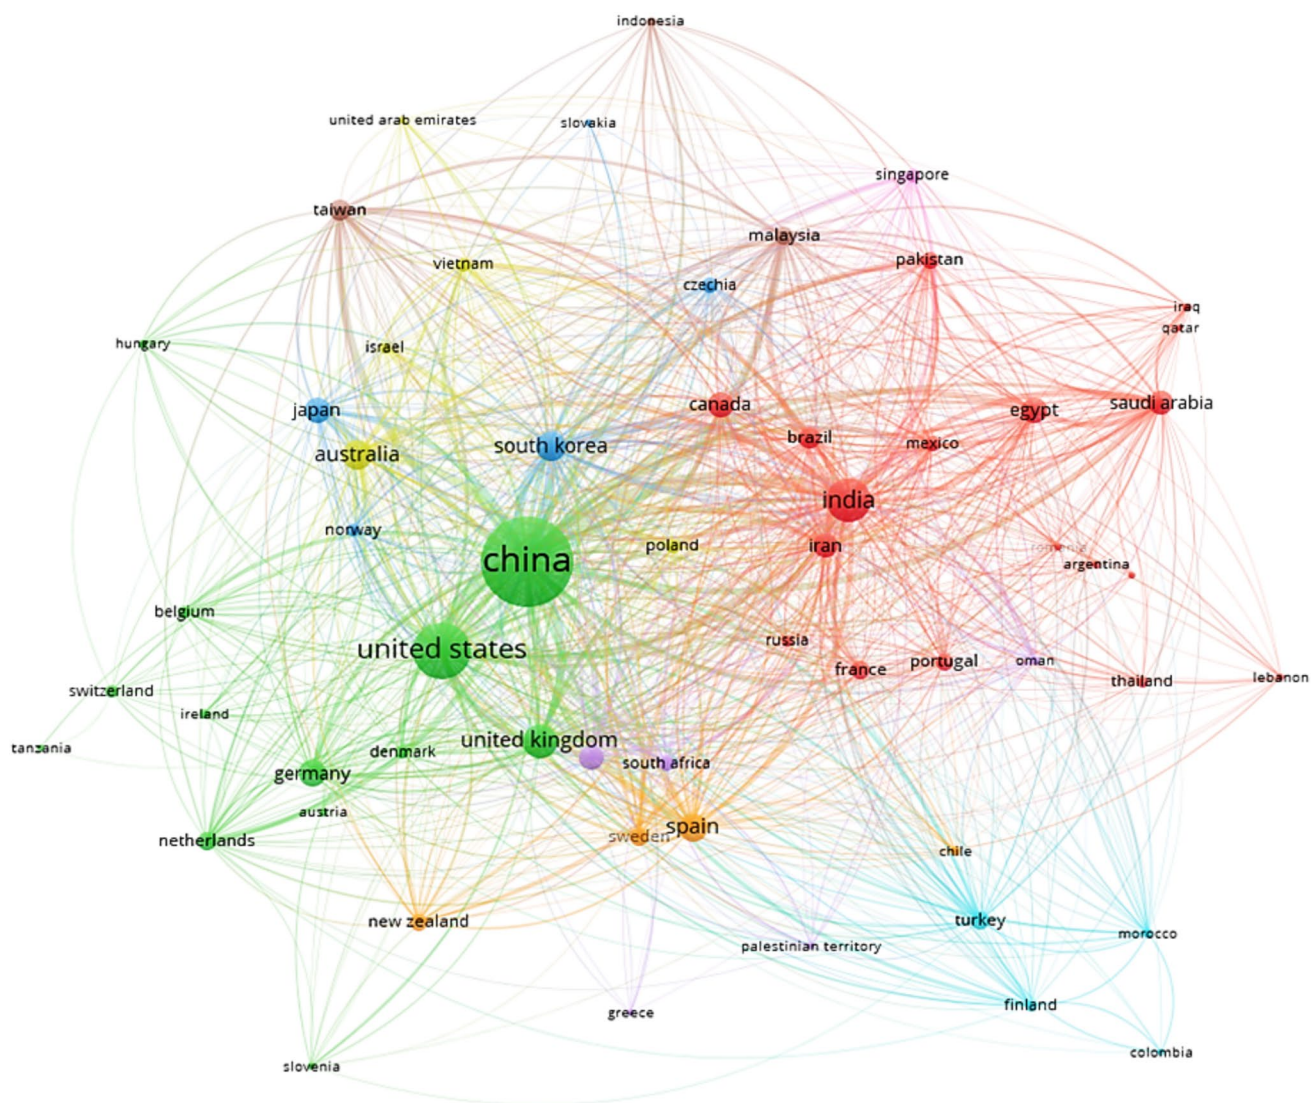 indonesia
united arab emirates
slovakia
singapore
taiwan
malaysia
vietnam
pakistan
czechia
iraq
qatar
hungary
israel
japan
canada
egypt
saudi arabia
brazil
mexico
south korea
australia
india
norway
poland
iran
romania
argentina
china
belgium
united states
russia
france
portugal
oman
thailand
lebanon
switzerland
ireland
tanzania
denmark
united kingdom
south africa
germany
austria
netherlands
sweden
spain
chile
new zealand
turkey
morocco
palestinian territory
finland
greece
colombia
slovenia